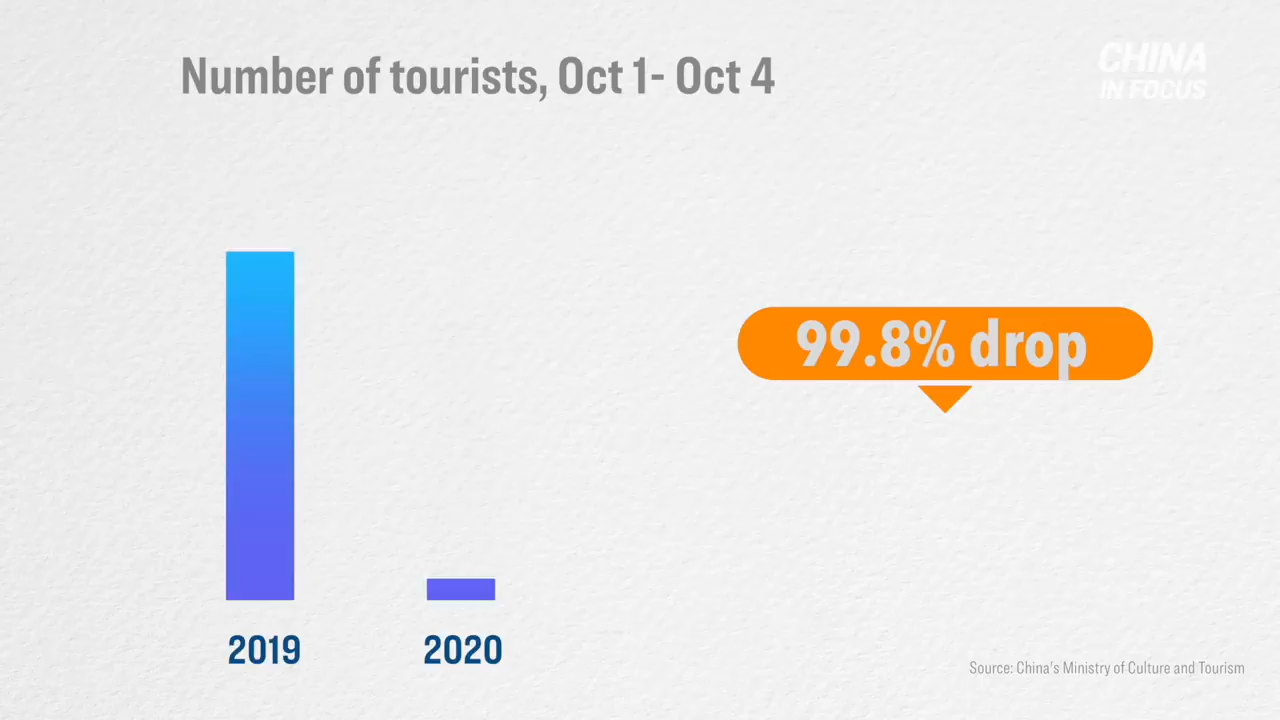 Number of tourists, Oct 1- Oct 4
CHINA
IN FOCUS
99.8% drop
2019
2020
Source: China's Ministry of Culture and Tourism